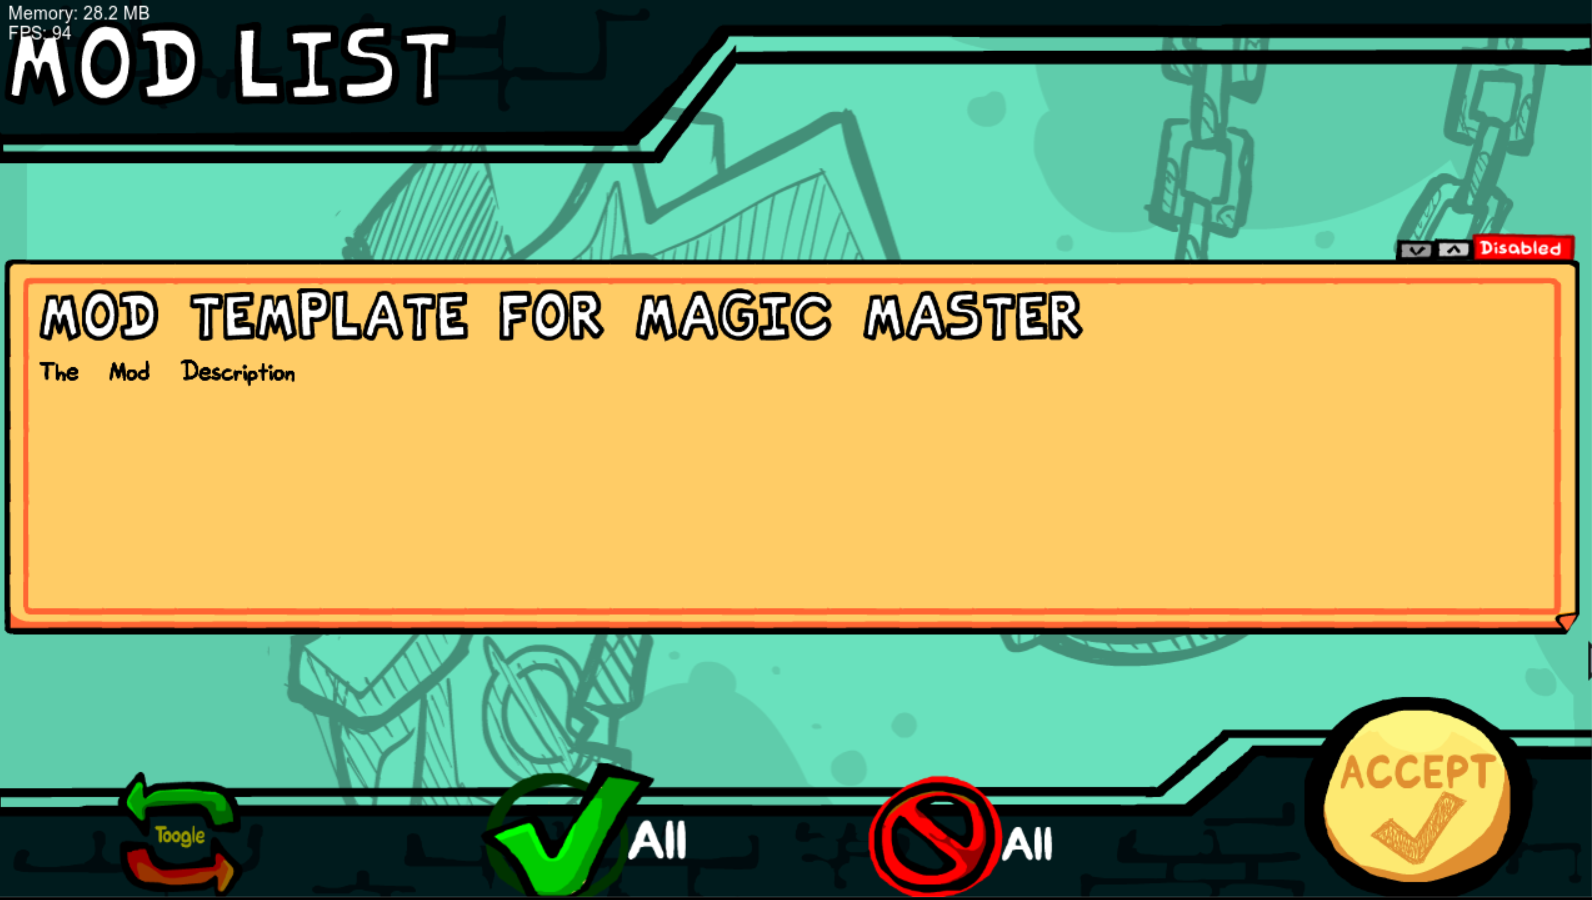 Memory: 28.2 MB
FPS: 94
MOD LIST
Disabled
MOD TEMPLATE FOR MAGIC MASTER
The Mod Description
ACCEPT
Toogle
All
All